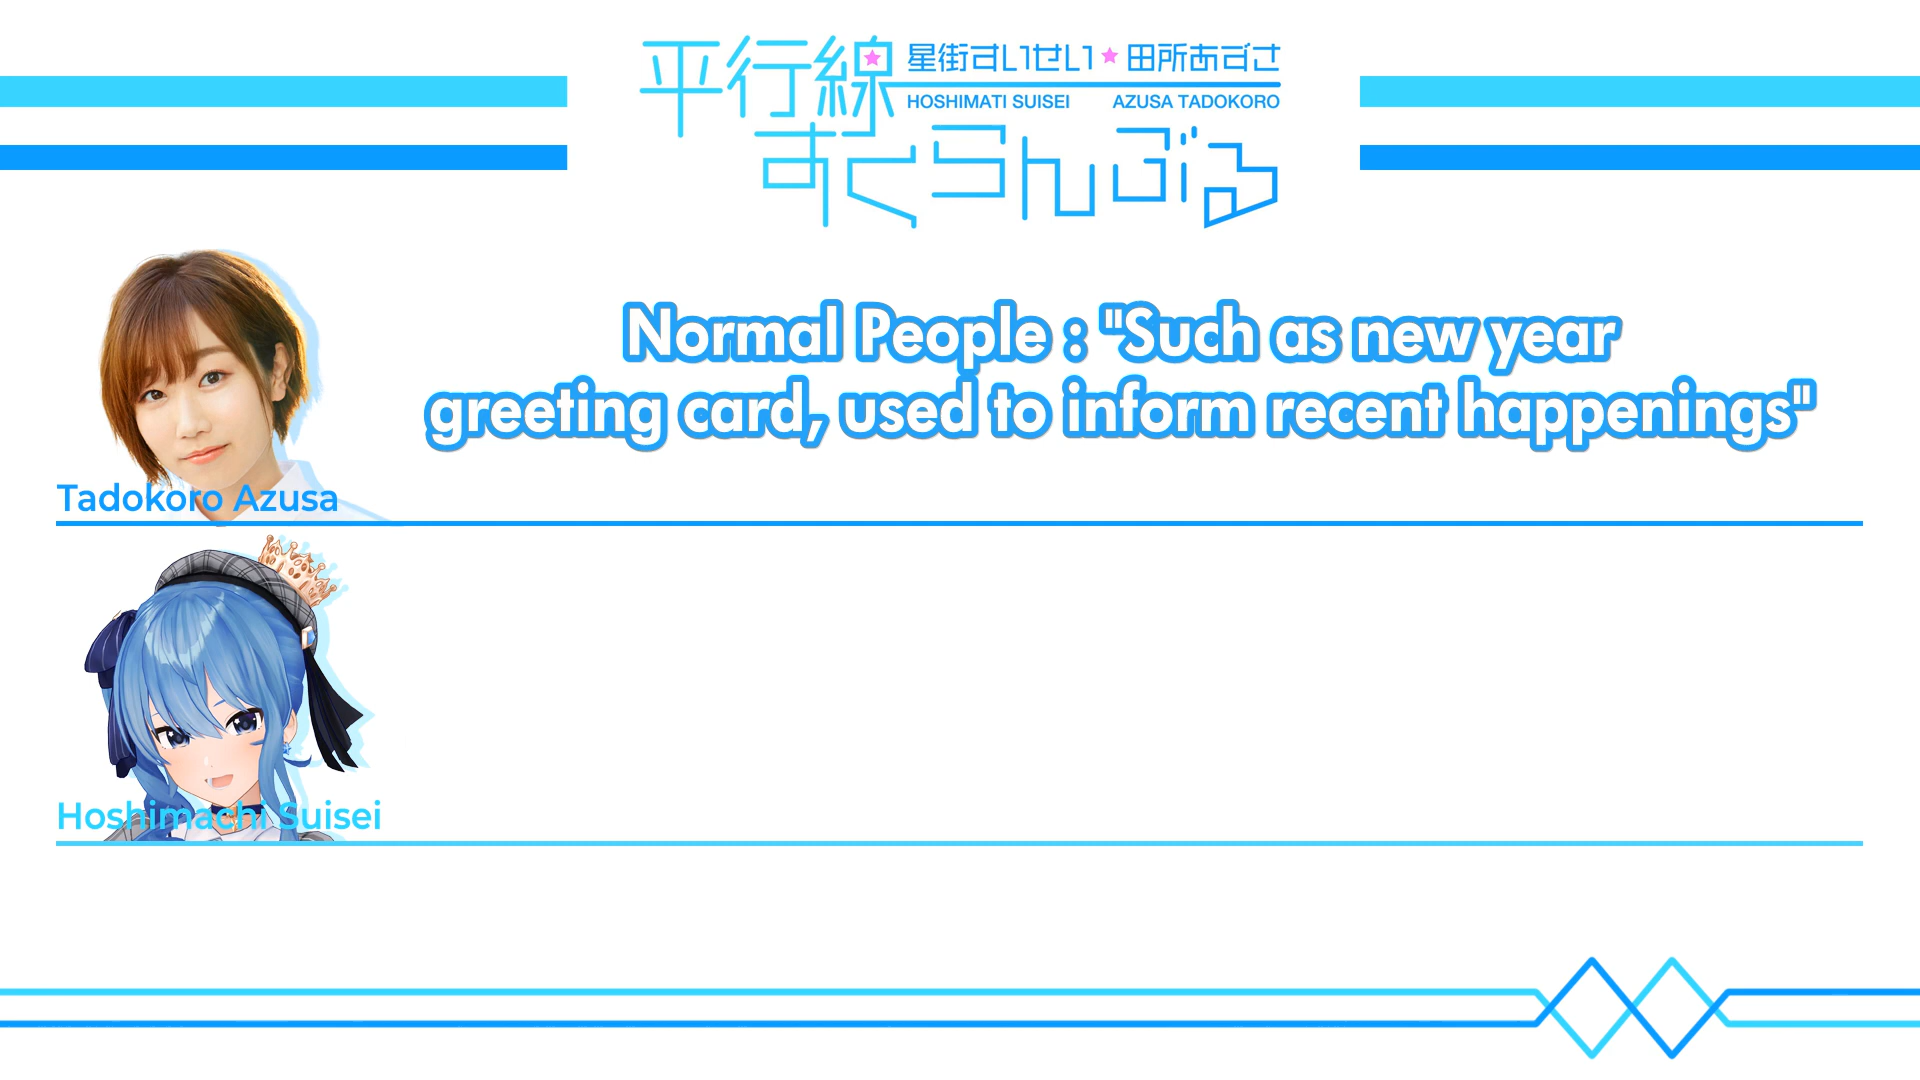 平行線
星街すいせい★田所あずさ
HOSHIMATI SUISEI AZUSA TADOKORO
すくらんぶる
Normal People : "Such as new year
greeting card, used to inform recent happenings"
Tadokoro Azusa
Hoshimachi Suisei